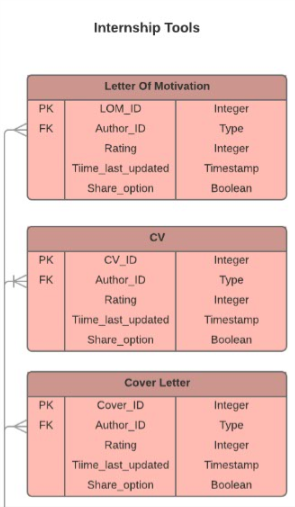 Internship Tools
Letter Of Motivation
PK LOM_ID Integer
FK Author_ID Type
Rating Integer
Tiime_last_updated Timestamp
Share_option Boolean
CV
PK CV_ID Integer
FK Author_ID Type
Rating Integer
Tiime_last_updated Timestamp
Share_option Boolean
Cover Letter
PK Cover_ID Integer
FK Author_ID Type
Rating Integer
Tiime_last_updated Timestamp
Share_option Boolean